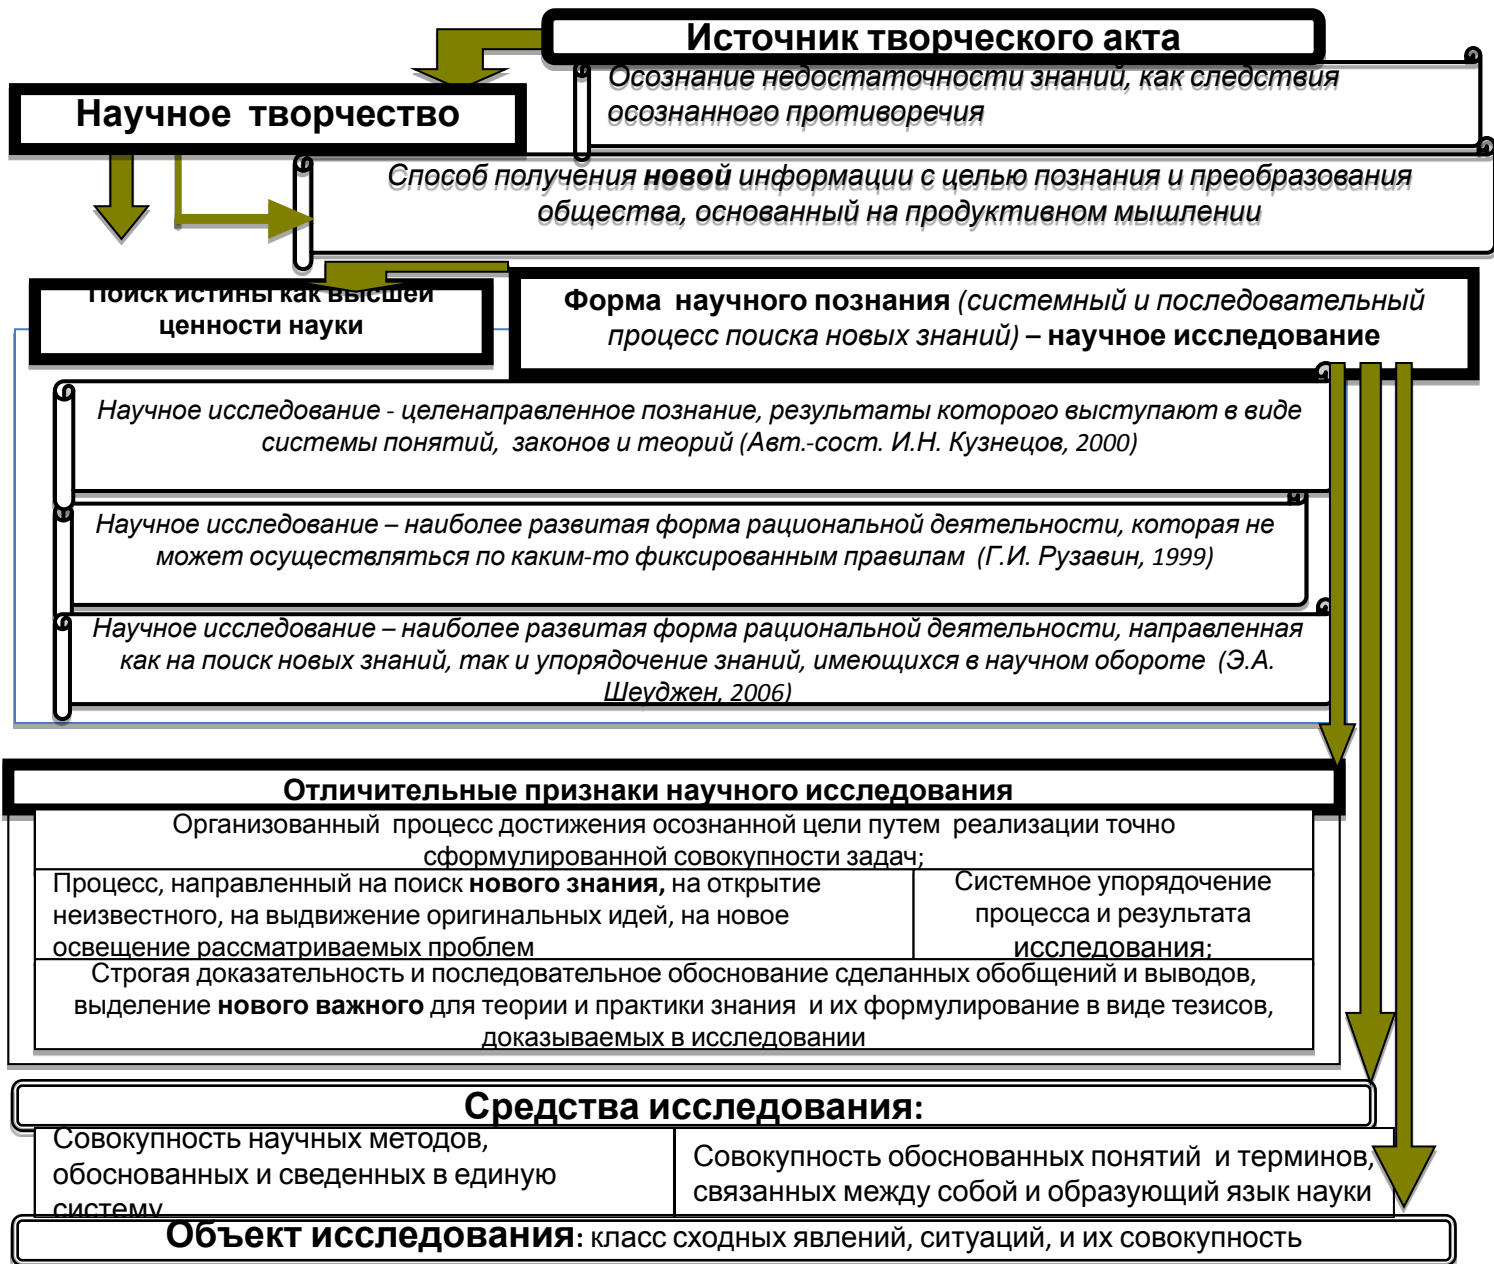 Источник творческого акта
Осознание недостаточности знаний, как следствия
осознанного противоречия
Научное творчество
Способ получения новой информации с целью познания и преобразования
общества, основанный на продуктивном мышлении
Поиск истины как высшей
ценности науки
Форма научного познания (системный и последовательный
процесс поиска новых знаний) – научное исследование
Научное исследование - целенаправленное познание, результаты которого выступают в виде
системы понятий, законов и теорий (Авт.-сост. И.Н. Кузнецов, 2000)
Научное исследование – наиболее развитая форма рациональной деятельности, которая не
может осуществляться по каким-то фиксированным правилам (Г.И. Рузавин, 1999)
Научное исследование – наиболее развитая форма рациональной деятельности, направленная
как на поиск новых знаний, так и упорядочение знаний, имеющихся в научном обороте (Э.А.
Шеуджен, 2006)
Отличительные признаки научного исследования
Организованный процесс достижения осознанной цели путем реализации точно
сформулированной совокупности задач;
Процесс, направленный на поиск нового знания, на открытие
неизвестного, на выдвижение оригинальных идей, на новое
освещение рассматриваемых проблем
Системное упорядочение
процесса и результата
исследования;
Строгая доказательность и последовательное обоснование сделанных обобщений и выводов,
выделение нового важного для теории и практики знания и их формулирование в виде тезисов,
доказываемых в исследовании
Средства исследования:
Совокупность научных методов,
обоснованных и сведенных в единую
систему
Совокупность обоснованных понятий и терминов,
связанных между собой и образующий язык науки
Объект исследования: класс сходных явлений, ситуаций, и их совокупность